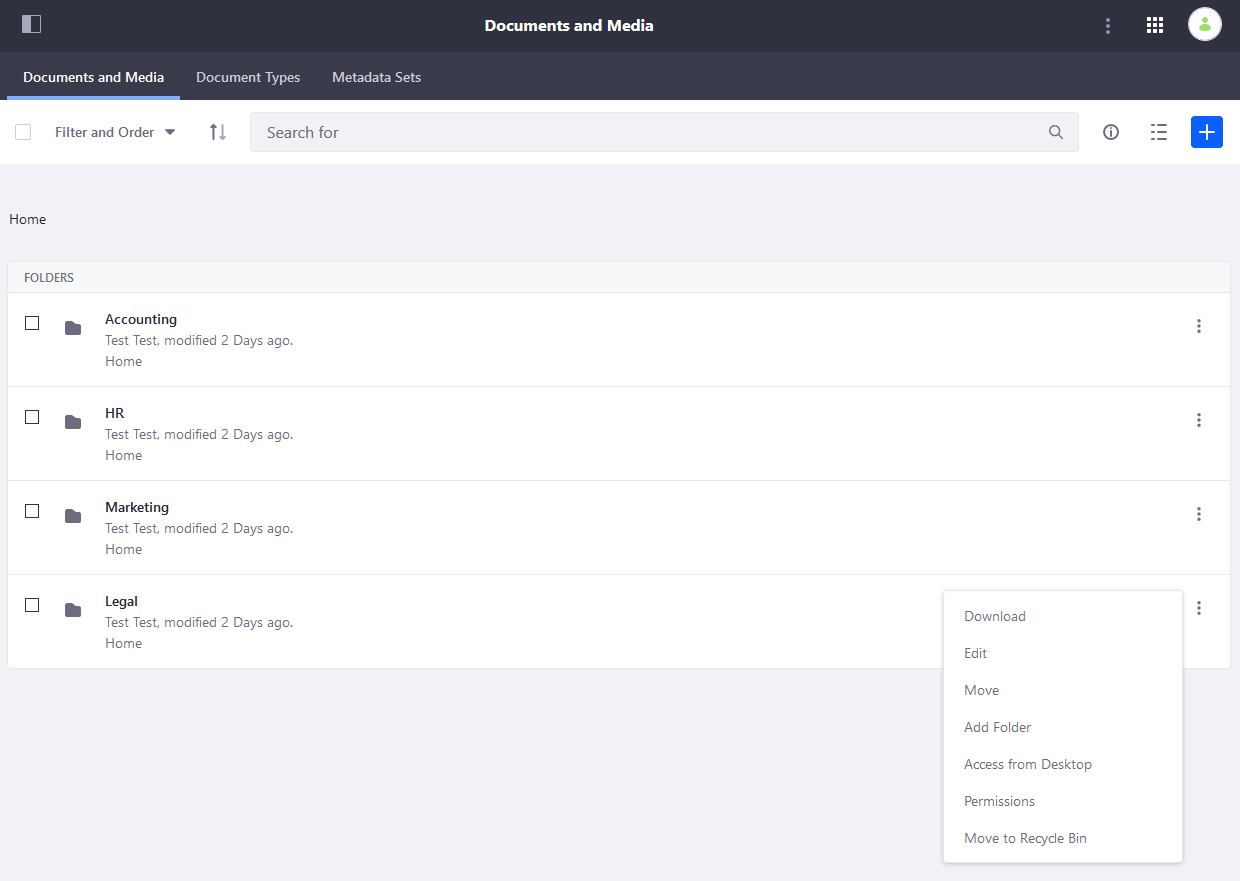 Documents and Media
Documents and Media Document Types Metadata Sets
Filter and Order Search for
Home
FOLDERS
Accounting
Test Test, modified 2 Days ago.
Home
HR
Test Test, modified 2 Days ago.
Home
Marketing
Test Test, modified 2 Days ago.
Home
Legal
Test Test, modified 2 Days ago.
Home
Download
Edit
Move
Add Folder
Access from Desktop
Permissions
Move to Recycle Bin